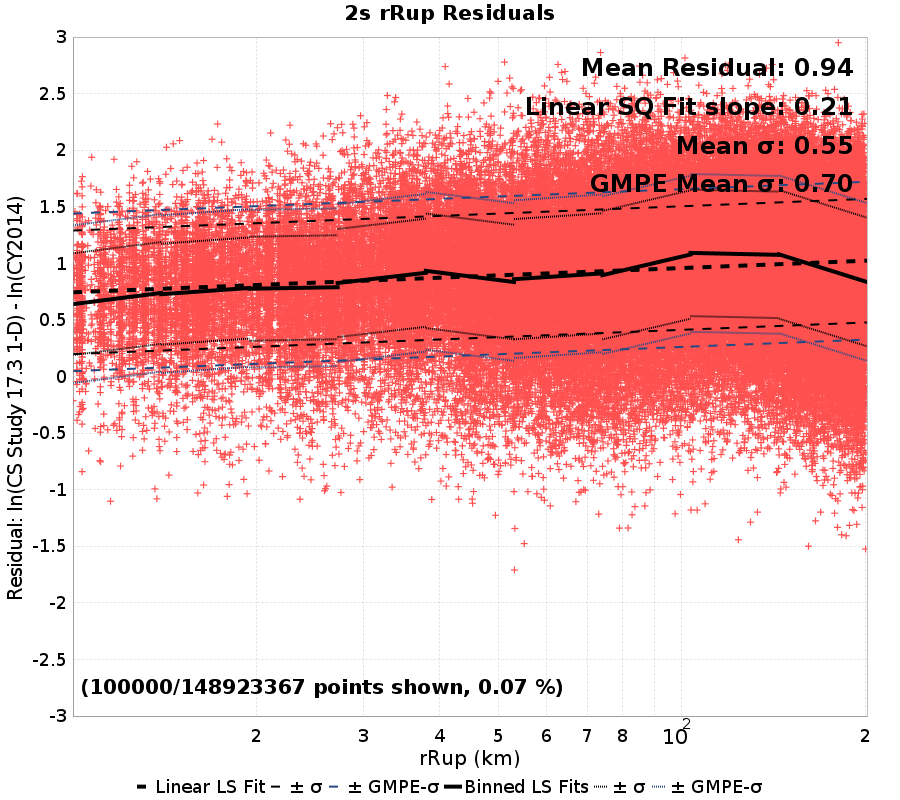 2s rRup Residuals
Mean Residual: 0.94
Linear SQ Fit slope: 0.21
Mean σ: 0.55
GMPE Mean σ: 0.70
Residual: ln(CS Study 17.3 1-D) - ln(CY2014)
3
2.5
2
1.5
1
0.5
0
-0.5
-1
-1.5
-2
-2.5
-3
(100000/148923367 points shown, 0.07 %)
2 3 4 5 6 7 8 10² 2
rRup (km)
Linear LS Fit ± σ ± GMPE-σ Binned LS Fits ± σ ± GMPE-σ